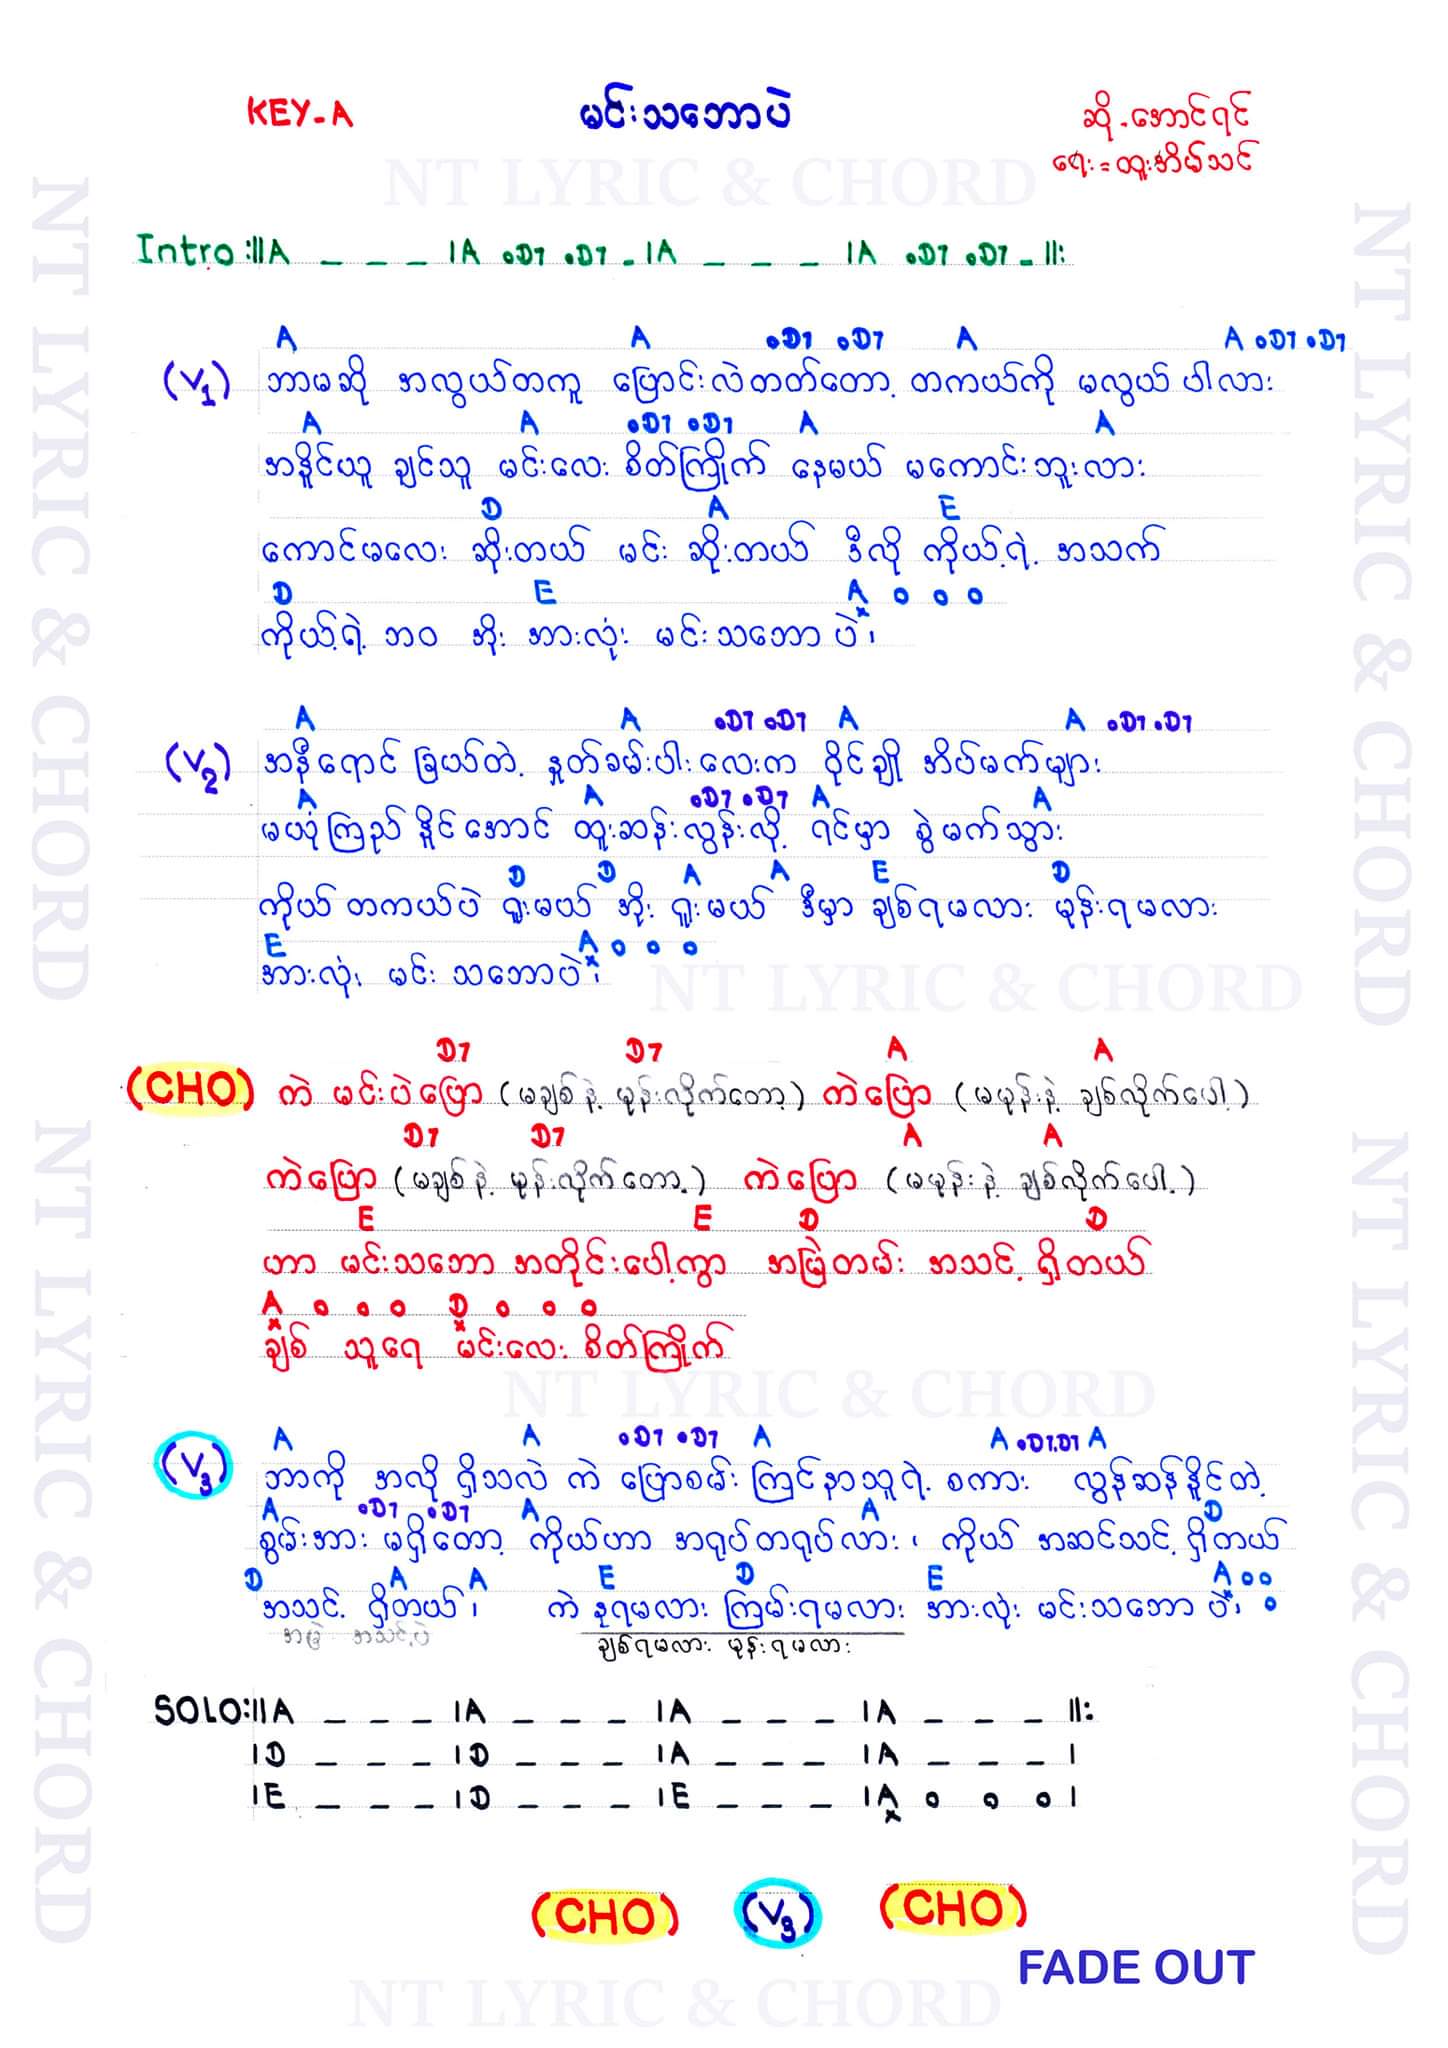 KEY-A မင်းသဘောပဲ ဆို-အောင်ရင်
ရေး=ထူးအိမ်သင်
NT LYRIC & CHORD
Intro :||A _ _ _ |A .D7 .D7 - |A _ _ _ |A .D7 .D7 - ||:
A A .D7 .D7 A A .D7 .D7
(V1) ဘာမဆို အလွယ်တကူ ပြောင်းလဲတတ်တော့ တကယ်ကို မလွယ်ပါလား
A A .D7 .D7 A A
အနိူင်ယူ ချင်သူ မင်းလေး စိတ်ကြိုက် နေမယ် မကောင်းဘူးလား
D A E
ကောင်မလေး ဆိုးတယ် မင်း ဆိုးတယ် ဒီလို ကိုယ့်ရဲ့ အသက်
D E A o o o
ကိုယ့်ရဲ့ ဘဝ အိုး အားလုံး မင်းသဘောပဲ၊
A A .D7 .D7 A A .D7 .D7
(V2) အနီရောင် ခြယ်တဲ့ နှုတ်ခမ်းပါးလေးက ဝိုင်ချို အိပ်မက်များ
A A .D7 .D7 A A
မယုံကြည်နိူင်အောင် ထူးဆန်းလွန်းလို့ ရင်မှာ စွဲမက်သွား
D D A A E D
ကိုယ် တကယ်ပဲ ရူးမယ် အိုး ရူးမယ် ဒီမှာ ချစ်ရမလား မုန်းရမလား
E A o o o
အားလုံး မင်းသဘောပဲ၊
NT LYRIC & CHORD
D7 D7 A A
(CHO) ကဲ မင်းပဲပြော (မချစ်နဲ့ မုန်းလိုက်တော့) ကဲပြော (မမုန်းနဲ့ ချစ်လိုက်ပေါ့)
D7 D7 A A
ကဲပြော (မချစ်နဲ့ မုန်းလိုက်တော့) ကဲပြော (မမုန်းနဲ့ ချစ်လိုက်ပေါ့)
E E D D
ဟာ မင်းသဘော အတိုင်းပေါ့ကွာ အမြဲတမ်း အသင့် ရှိတယ်
A o o o D o o o
ချစ် သူရေ မင်းလေး စိတ်ကြိုက်
NT LYRIC & CHORD
A A .D7 .D7 A A .D7.D7 A
(V3) ဘာကို အလို ရှိသလဲ ကဲ ပြောစမ်း ကြင်နာသူရဲ့ စကား လွန်ဆန်နိူင်တဲ့
A .D7 .D7 A A D
စွမ်းအား မရှိတော့ ကိုယ်ဟာ အရုပ်တရုပ်လား၊ ကိုယ် အဆင်သင့် ရှိတယ်
D A A E D E A o o o
အသင့် ရှိတယ်၊ ကဲ နုရမလား ကြမ်းရမလား အားလုံး မင်းသဘောပဲ၊
အမြဲ အသင့်ပဲ ချစ်ရမလား မုန်းရမလား
SOLO:||A _ _ _ |A _ _ _ |A _ _ _ |A _ _ _ ||:
|D _ _ _ |D _ _ _ |A _ _ _ |A _ _ _ |
|E _ _ _ |D _ _ _ |E _ _ _ |A o o o |
(CHO) (V3) (CHO)
FADE OUT
NT LYRIC & CHORD
NT LYRIC & CHORD
NT LYRIC & CHORD
NT LYRIC & CHORD
NT LYRIC & CHORD